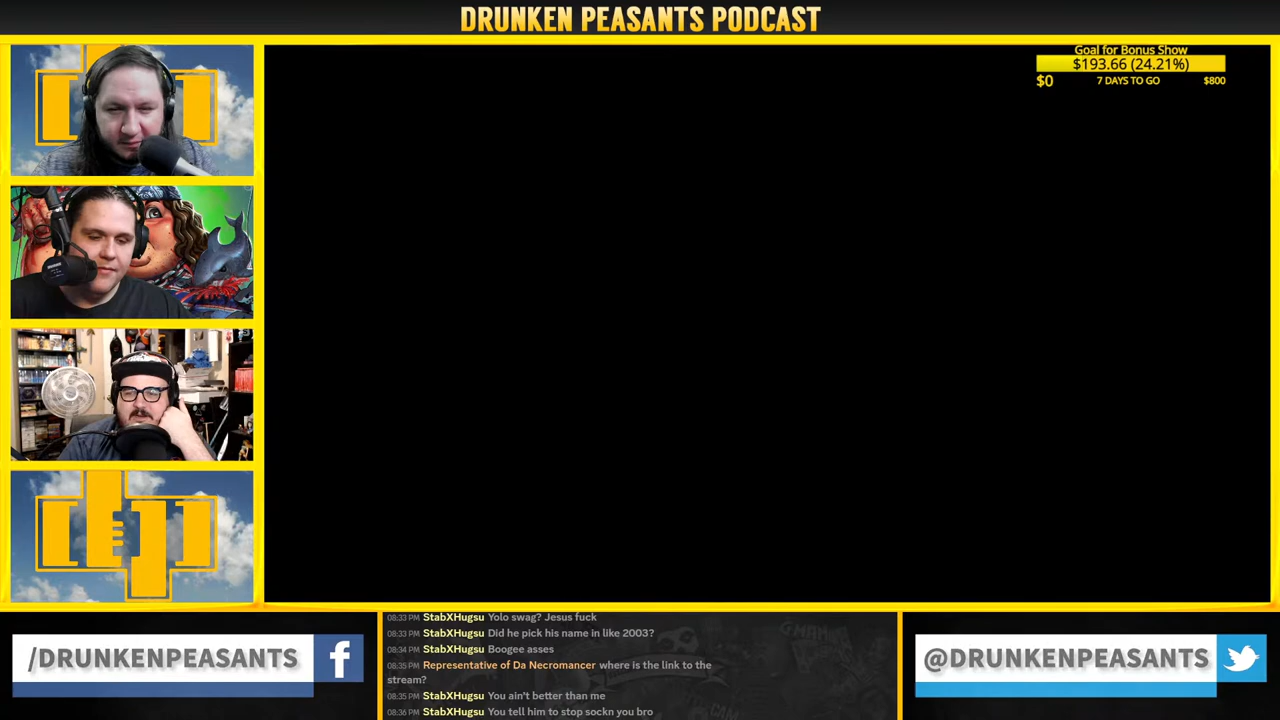 DRUNKEN PEASANTS PODCAST
Goal for Bonus Show
$193.66 (24.21%)
$0 7 DAYS TO GO $800
08:33 PM StabXHugsu Yolo swag? Jesus fuck
08:33 PM StabXHugsu Did he pick his name in like 2003?
08:34 PM StabXHugsu Boogee asses
08:35 PM Representative of Da Necromancer where is the link to the
stream?
08:35 PM StabXHugsu You ain't better than me
08:36 PM StabXHugsu You tell him to stop sockn you bro
/DRUNKENPEASANTS
@DRUNKENPEASANTS